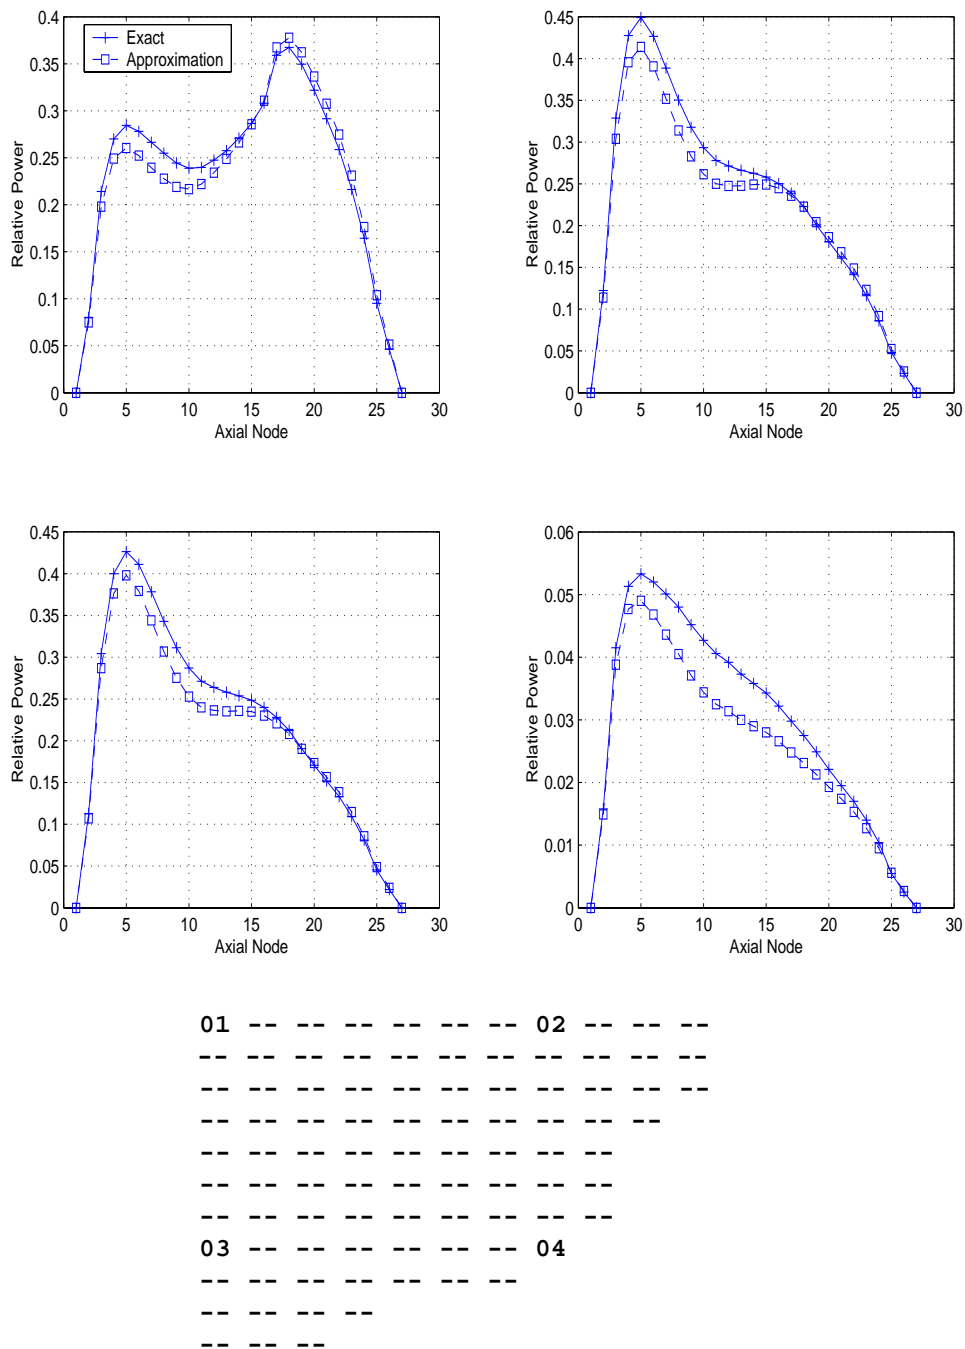 0.4
0.35
0.3
0.25
0.2
0.15
0.1
0.05
0
Relative Power
Exact
Approximation
0 5 10 15 20 25 30
Axial Node
0.45
0.4
0.35
0.3
0.25
0.2
0.15
0.1
0.05
0
Relative Power
0 5 10 15 20 25 30
Axial Node
0.45
0.4
0.35
0.3
0.25
0.2
0.15
0.1
0.05
0
Relative Power
0 5 10 15 20 25 30
Axial Node
0.06
0.05
0.04
0.03
0.02
0.01
0
Relative Power
0 5 10 15 20 25 30
Axial Node
01 -- -- -- -- -- -- 02 -- -- --
-- -- -- -- -- -- -- -- -- -- --
-- -- -- -- -- -- -- -- -- -- --
-- -- -- -- -- -- -- -- -- --
-- -- -- -- -- -- -- -- --
-- -- -- -- -- -- -- -- --
-- -- -- -- -- -- -- -- --
03 -- -- -- -- -- -- 04
-- -- -- -- -- -- --
-- -- -- --
-- -- --